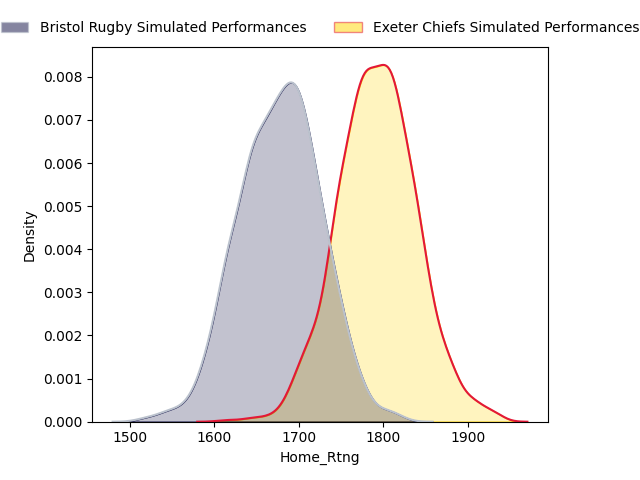 Bristol Rugby Simulated Performances Exeter Chiefs Simulated Performances
0.008
0.007
0.006
0.005
0.004
0.003
0.002
0.001
0.000
Density
1500 1600 1700 1800 1900
Home_Rtng